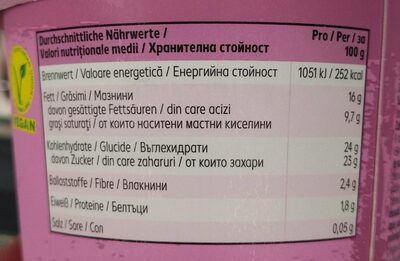 Durchschnittliche Nährwerte /
Valori nutriționale medii / Хранителна стойност
Pro / Per / за
100 g
Brennwert / Valoare energetică / Енергийна стойност 1051 kJ / 252 kcal
Fett / Grăsimi / Мазнини 16 g
davon gesättigte Fettsäuren / din care acizi
grași saturați / от които наситени мастни киселини 9,7 g
Kohlenhydrate / Glucide / Въглехидрати 24 g
davon Zucker / din care zaharuri / от които захари 23 g
Ballaststoffe / Fibre / Влакнини 2,4 g
Eiweiß / Proteine / Белтъци 1,8 g
Salz / Sare / Сол 0,05 g
VEGAN